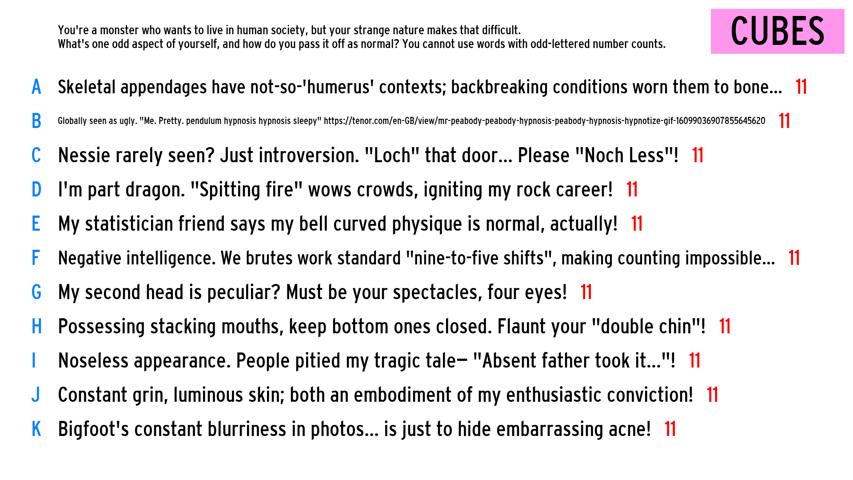 You're a monster who wants to live in human society, but your strange nature makes that difficult.
What's one odd aspect of yourself, and how do you pass it off as normal? You cannot use words with odd-lettered number counts.
CUBES
A Skeletal appendages have not-so-'humerus' contexts; backbreaking conditions worn them to bone... 11
B Globally seen as ugly. "Me. Pretty. pendulum hypnosis hypnosis sleepy" https://tenor.com/en-GB/view/mr-peabody-peabody-hypnosis-peabody-hypnosis-hypnotize-gif-16099036907855645620 11
C Nessie rarely seen? Just introversion. "Loch" that door... Please "Noch Less"! 11
D I'm part dragon. "Spitting fire" wows crowds, igniting my rock career! 11
E My statistician friend says my bell curved physique is normal, actually! 11
F Negative intelligence. We brutes work standard "nine-to-five shifts", making counting impossible... 11
G My second head is peculiar? Must be your spectacles, four eyes! 11
H Possessing stacking mouths, keep bottom ones closed. Flaunt your "double chin"! 11
I Noseless appearance. People pitied my tragic tale— "Absent father took it..."! 11
J Constant grin, luminous skin; both an embodiment of my enthusiastic conviction! 11
K Bigfoot's constant blurriness in photos... is just to hide embarrassing acne! 11